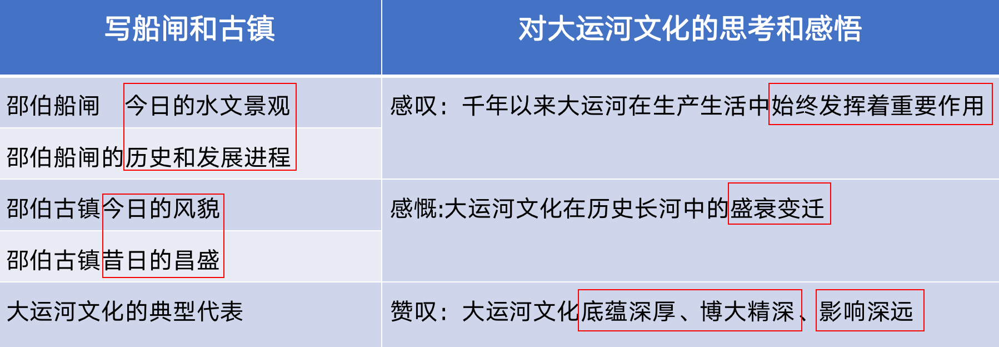 写船闸和古镇
对大运河文化的思考和感悟
邵伯船闸 今日的水文景观
感叹：千年以来大运河在生产生活中始终发挥着重要作用
邵伯船闸的历史和发展进程
邵伯古镇今日的风貌
感慨:大运河文化在历史长河中的盛衰变迁
邵伯古镇昔日的昌盛
大运河文化的典型代表
赞叹：大运河文化底蕴深厚、博大精深、影响深远